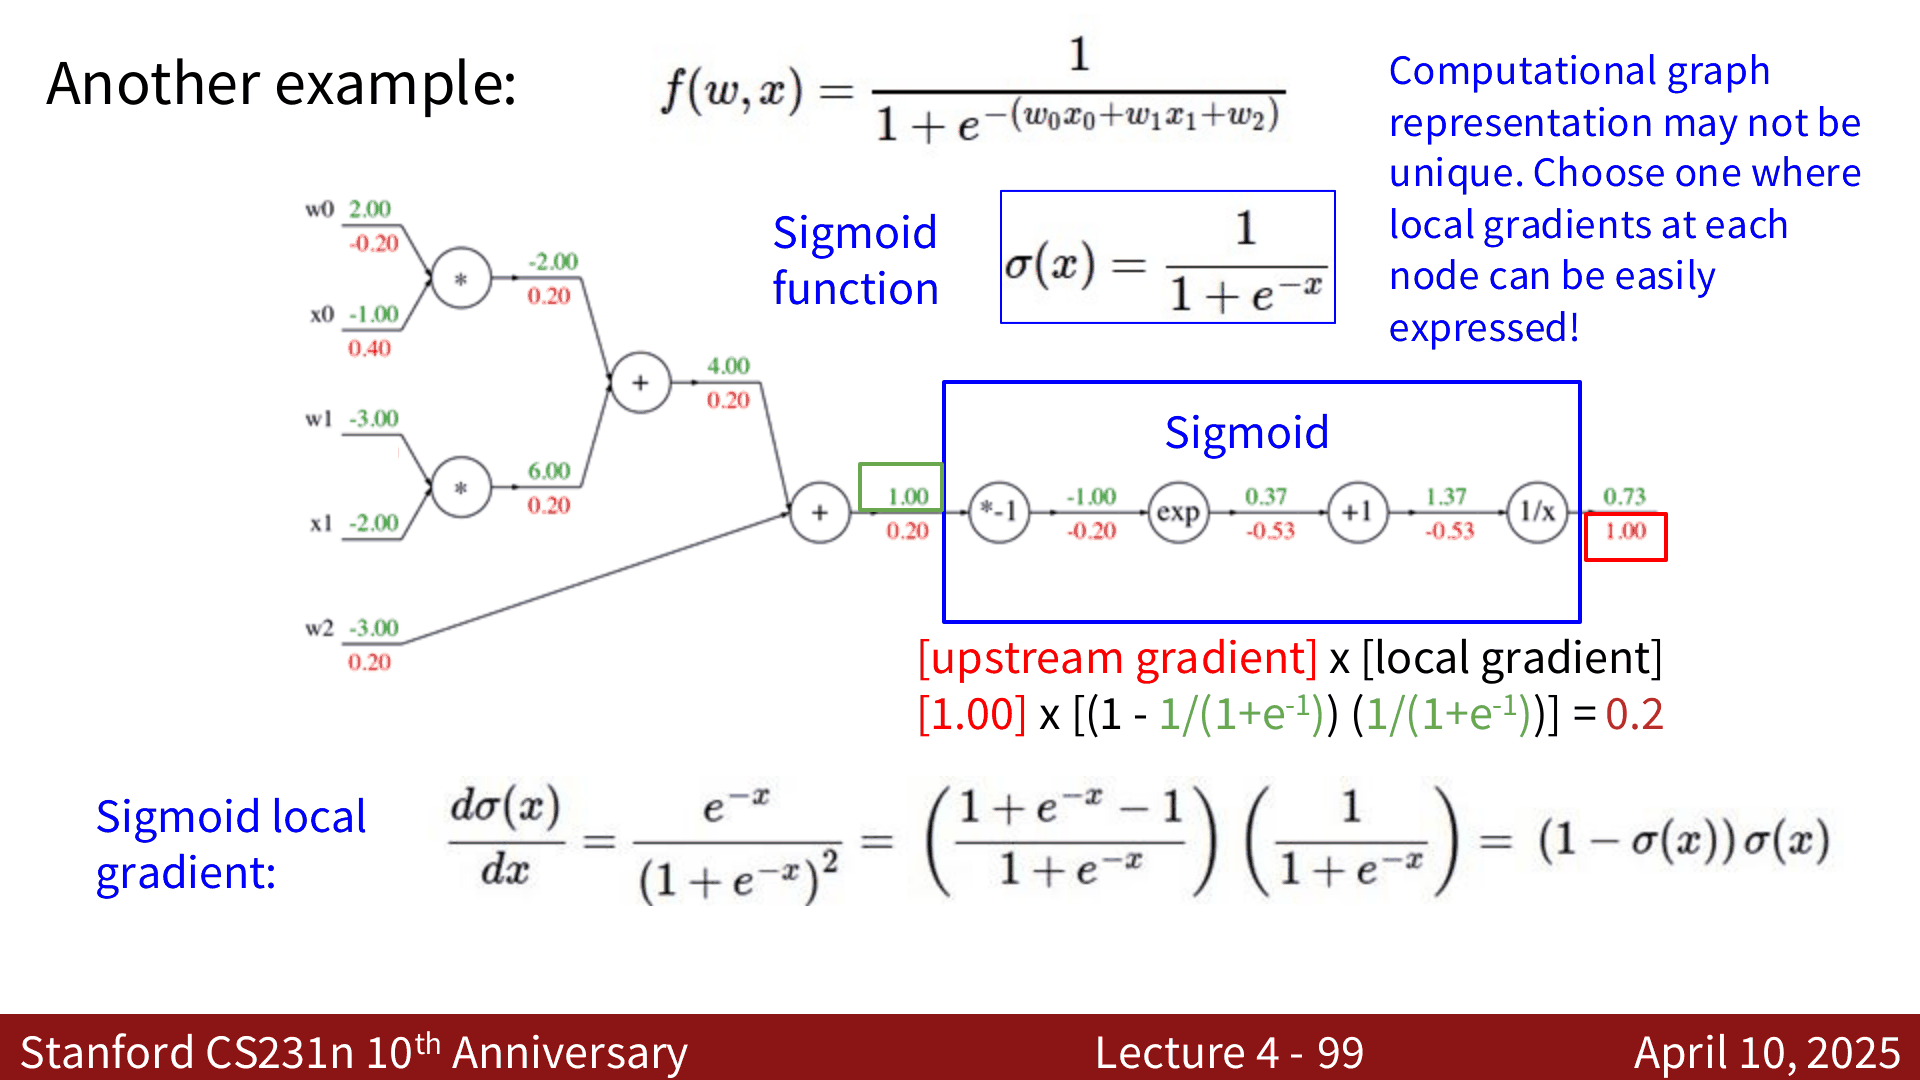 Another example:
f(w,x) = 1 / (1 + e^{-(w_0x_0+w_1x_1+w_2)})
Computational graph
representation may not be
unique. Choose one where
local gradients at each
node can be easily
expressed!
Sigmoid
function
σ(x) = 1 / (1 + e^{-x})
w0 2.00
-0.20
x0 -1.00
0.40
w1 -3.00
x1 -2.00
w2 -3.00
0.20
*
-2.00
0.20
*
6.00
0.20
+
4.00
0.20
+
1.00
0.20
Sigmoid
*-1
-1.00
-0.20
exp
0.37
-0.53
+1
1.37
-0.53
1/x
0.73
1.00
[upstream gradient] x [local gradient]
[1.00] x [(1 - 1/(1+e^{-1})) (1/(1+e^{-1}))] = 0.2
Sigmoid local
gradient:
dσ(x)/dx = e^{-x} / (1 + e^{-x})^2 = ((1 + e^{-x} - 1) / (1 + e^{-x})) (1 / (1 + e^{-x})) = (1 - σ(x)) σ(x)
Stanford CS231n 10th Anniversary
Lecture 4 - 99
April 10, 2025